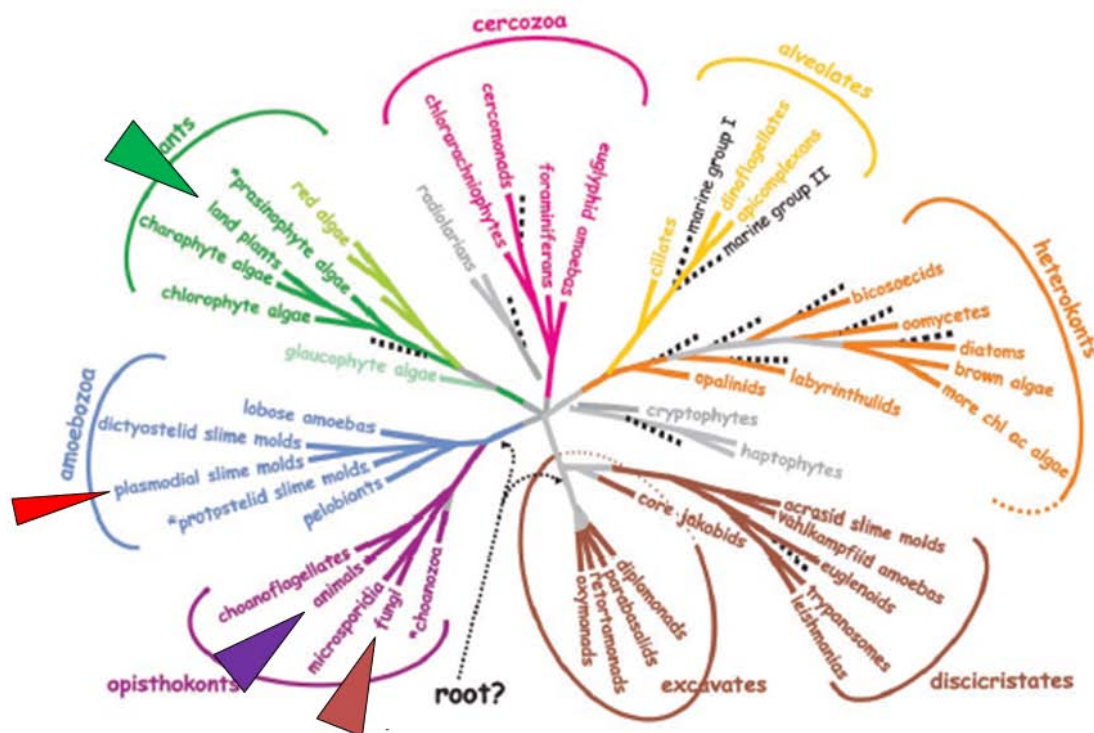 cercozoa
alveolates
ants
*prasinophyte algae
land plants
charaphyte algae
chlorophyte algae
red algae
glaucophyte algae
radiolarians
chlorarachniophytes
cercomonads
foraminiferans
euglyphid amoebas
ciliates
marine group I
dinoflagellates
apicomplexans
marine group II
heterokonts
bicosoecids
oomycetes
diatoms
brown algae
more chl ac algae
labyrinthulids
opalinids
cryptophytes
haptophytes
amoebozoa
lobose amoebas
dictyostelid slime molds
plasmodial slime molds
*protostelid slime molds
pelobionts
choanoflagellates
animals
microsporidia
fungi
*choanozoa
opisthokonts
root?
core jakobids
diplomonads
parabasalids
retortamonads
oxymonads
excavates
acrasid slime molds
vahlkampfiid amoebas
euglenoids
trypanosomes
leishmanias
discicristates